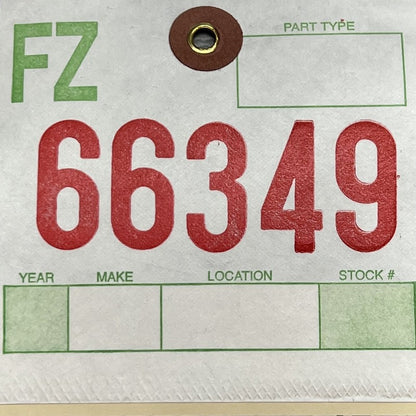 FZ
PART TYPE
66349
YEAR MAKE LOCATION STOCK #